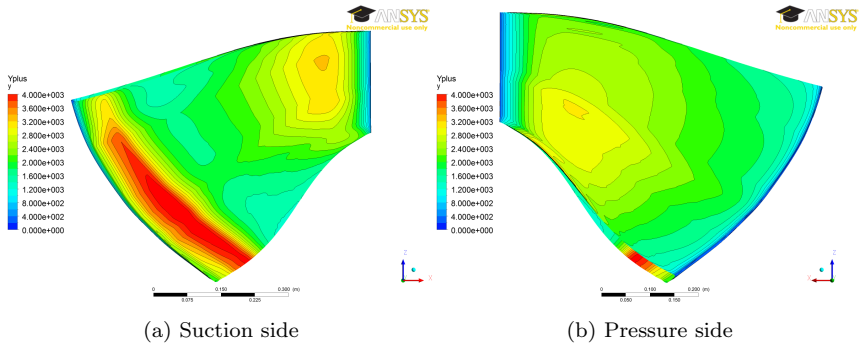 ANSYS
Noncommercial use only
Yplus
y
4.000e+003
3.600e+003
3.200e+003
2.800e+003
2.400e+003
2.000e+003
1.600e+003
1.200e+003
8.000e+002
4.000e+002
0.000e+000
0 0.150 0.300 (m)
0.075 0.225
Z
X
(a) Suction side
ANSYS
Noncommercial use only
Yplus
y
4.000e+003
3.600e+003
3.200e+003
2.800e+003
2.400e+003
2.000e+003
1.600e+003
1.200e+003
8.000e+002
4.000e+002
0.000e+000
0 0.100 0.200 (m)
0.050 0.150
Z
X
(b) Pressure side